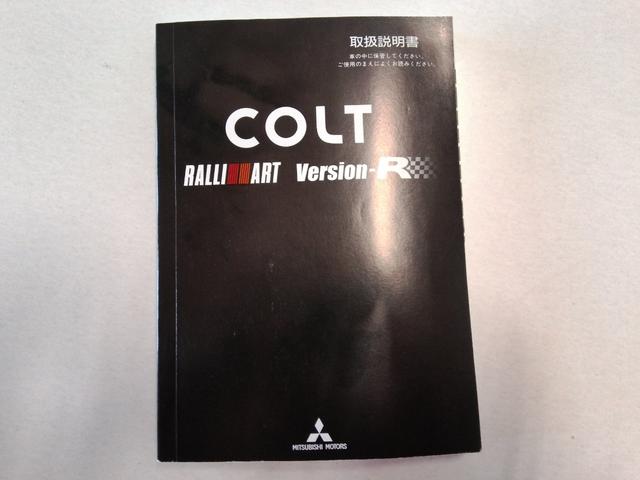 取扱説明書
車の中に保管してください。
ご使用のまえによくお読みください。
COLT
RALLIART Version-R
MITSUBISHI MOTORS